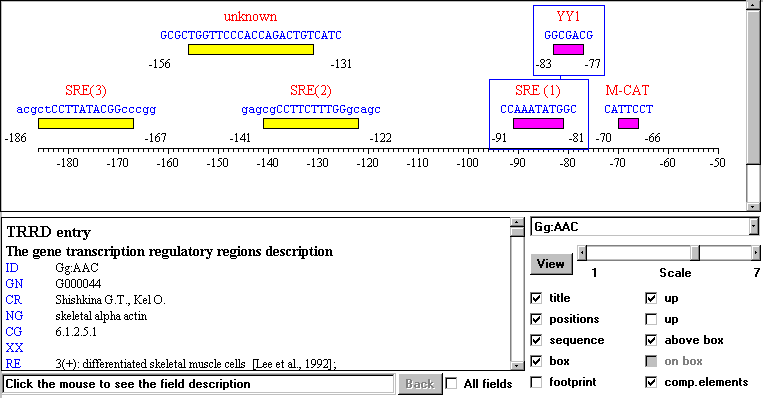 unknown YY1
GCGCTGGTTCCCACCAGACTGTCATC GGCGACG
-156 -131 -83 -77
SRE(3) SRE(2) SRE (1) M-CAT
acgctCCTTATACGGcccgg gagcgCCTTCTTTGGgcagc CCAAATATGGC CATTCCT
-186 -167 -141 -122 -91 -81 -70 -66
-180 -170 -160 -150 -140 -130 -120 -110 -100 -90 -80 -70 -60 -50
TRRD entry
The gene transcription regulatory regions description
ID Gg:AAC
GN G000044
CR Shishkina G.T., Kel O.
NG skeletal alpha actin
CG 6.1.2.5.1
XX
RE 3(+): differentiated skeletal muscle cells [Lee et al., 1992];
Click the mouse to see the field description Back All fields
Gg:AAC
View 1 Scale 7
title up
positions up
sequence above box
box on box
footprint comp.elements